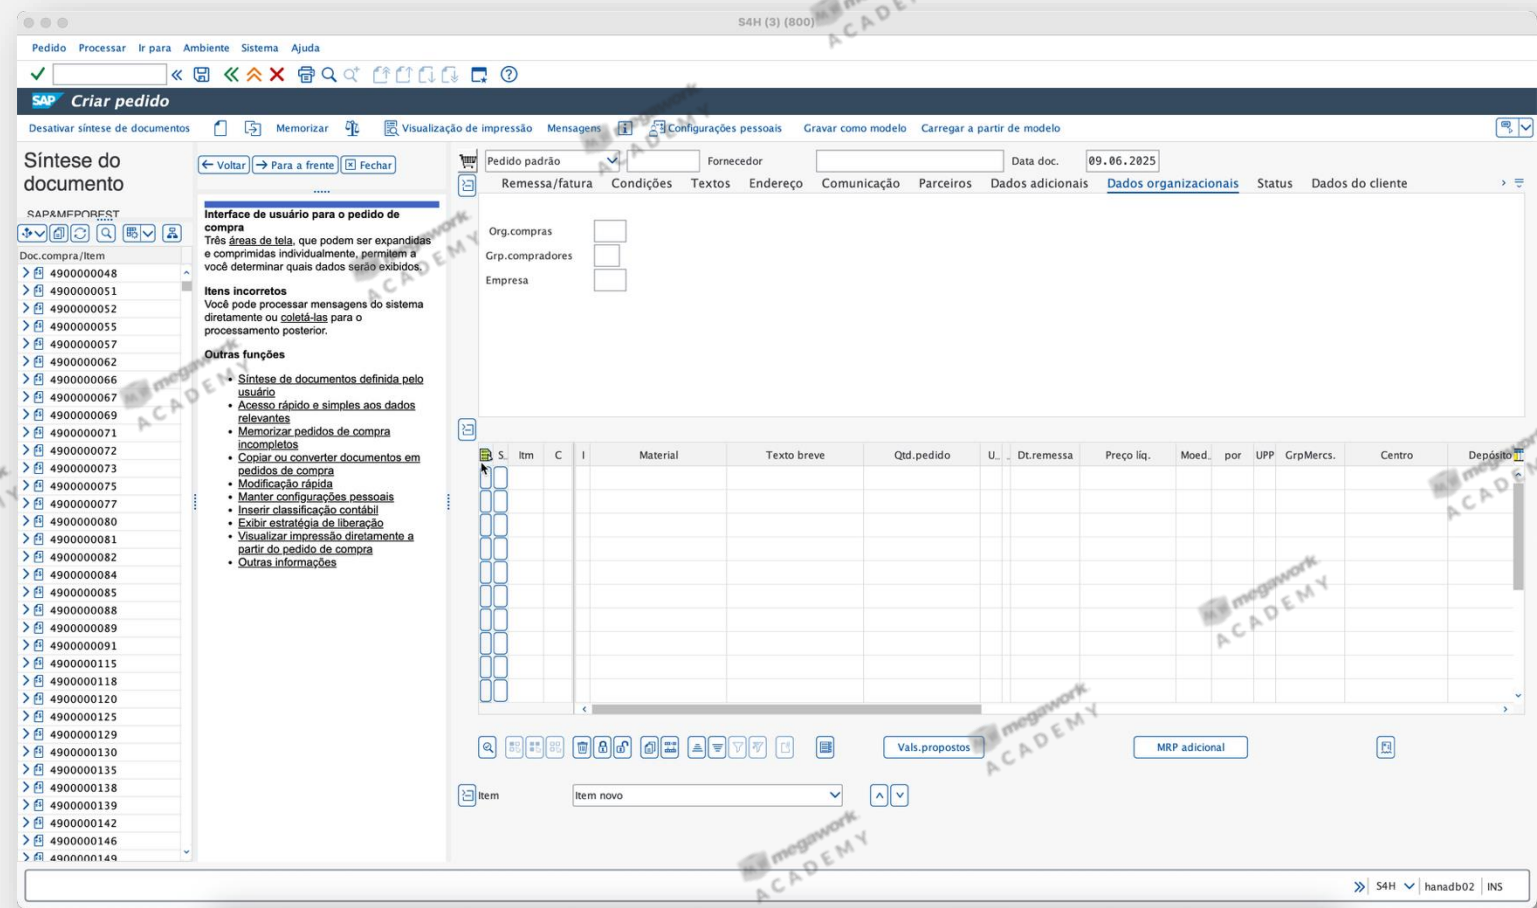 S4H (3) (800)
Pedido Processar Ir para Ambiente Sistema Ajuda
SAP Criar pedido
Desativar síntese de documentos Memorizar Visualização de impressão Mensagens Configurações pessoais Gravar como modelo Carregar a partir de modelo
Síntese do documento
SAP&MEPOBEST
Doc.compra/Item
4900000048
4900000051
4900000052
4900000055
4900000057
4900000062
4900000066
4900000067
4900000069
4900000071
4900000072
4900000073
4900000075
4900000077
4900000080
4900000081
4900000082
4900000084
4900000085
4900000088
4900000089
4900000091
4900000115
4900000118
4900000120
4900000125
4900000129
4900000130
4900000135
4900000138
4900000139
4900000142
4900000146
4900000149
Voltar Para a frente Fechar
Interface de usuário para o pedido de
compra
Três áreas de tela, que podem ser expandidas
e comprimidas individualmente, permitem a
você determinar quais dados serão exibidos.
Itens incorretos
Você pode processar mensagens do sistema
diretamente ou coletá-las para o
processamento posterior.
Outras funções
• Síntese de documentos definida pelo
usuário
• Acesso rápido e simples aos dados
relevantes
• Memorizar pedidos de compra
incompletos
• Copiar ou converter documentos em
pedidos de compra
• Modificação rápida
• Manter configurações pessoais
• Inserir classificação contábil
• Exibir estratégia de liberação
• Visualizar impressão diretamente a
partir do pedido de compra
• Outras informações
Pedido padrão Fornecedor Data doc. 09.06.2025
Remessa/fatura Condições Textos Endereço Comunicação Parceiros Dados adicionais Dados organizacionais Status Dados do cliente
Org.compras
Grp.compradores
Empresa
S.. Itm C I Material Texto breve Qtd.pedido U... Dt.remessa Preço líq. Moed. por UPP GrpMercs. Centro Depósito
Vals.propostos MRP adicional
Item Item novo
S4H hanadb02 INS
megawork
ACADEMY